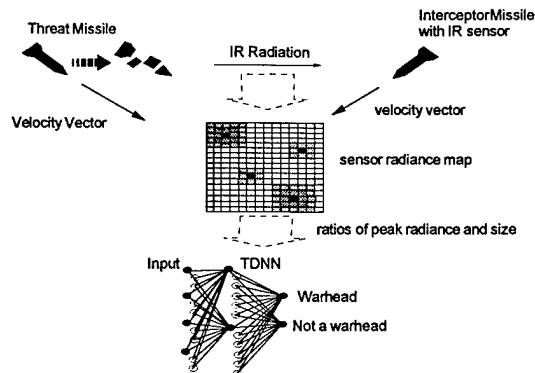 Threat Missile
InterceptorMissile
with IR sensor
IR Radiation
Velocity Vector
velocity vector
sensor radiance map
ratios of peak radiance and size
Input
TDNN
Warhead
Not a warhead